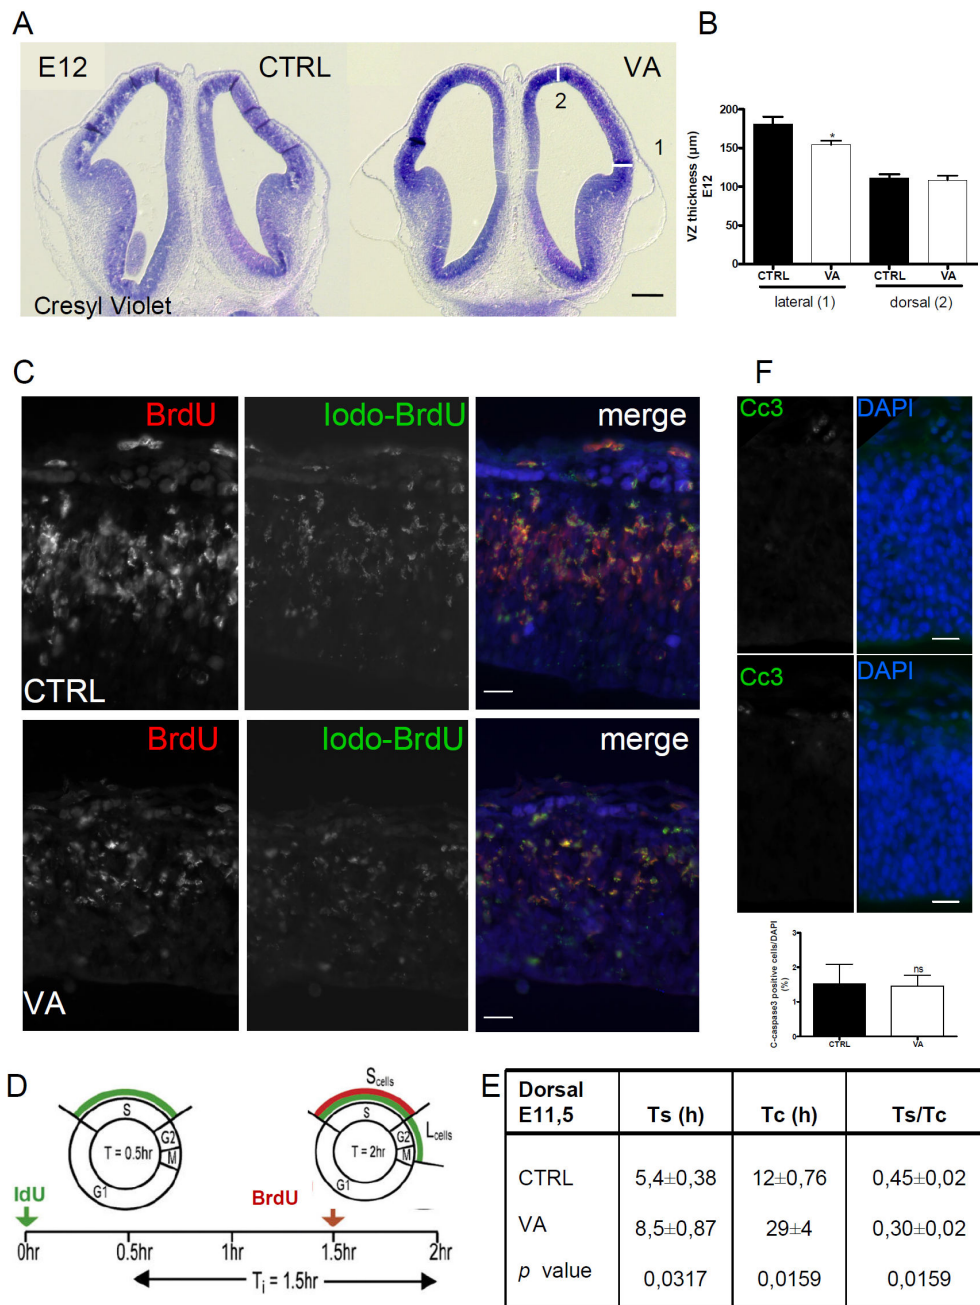 A
E12
CTRL
VA
2
1
Cresyl Violet
B
VZ thickness (µm)
E12
200
150
100
50
0
*
CTRL
VA
CTRL
VA
lateral (1)
dorsal (2)
C
BrdU
Iodo-BrdU
merge
CTRL
BrdU
Iodo-BrdU
merge
VA
F
Cc3
DAPI
Cc3
DAPI
C-caspase3 positive cells/DAPI
(%)
3
2
1
0
ns
CTRL
VA
D
S
G2
M
G1
T = 0.5hr
Scells
Lcells
S
G2
M
G1
T = 2hr
IdU
BrdU
0hr
0.5hr
1hr
1.5hr
2hr
Ti = 1.5hr
E
Dorsal E11,5 Ts (h) Tc (h) Ts/Tc
CTRL 5,4±0,38 12±0,76 0,45±0,02
VA 8,5±0,87 29±4 0,30±0,02
p value 0,0317 0,0159 0,0159